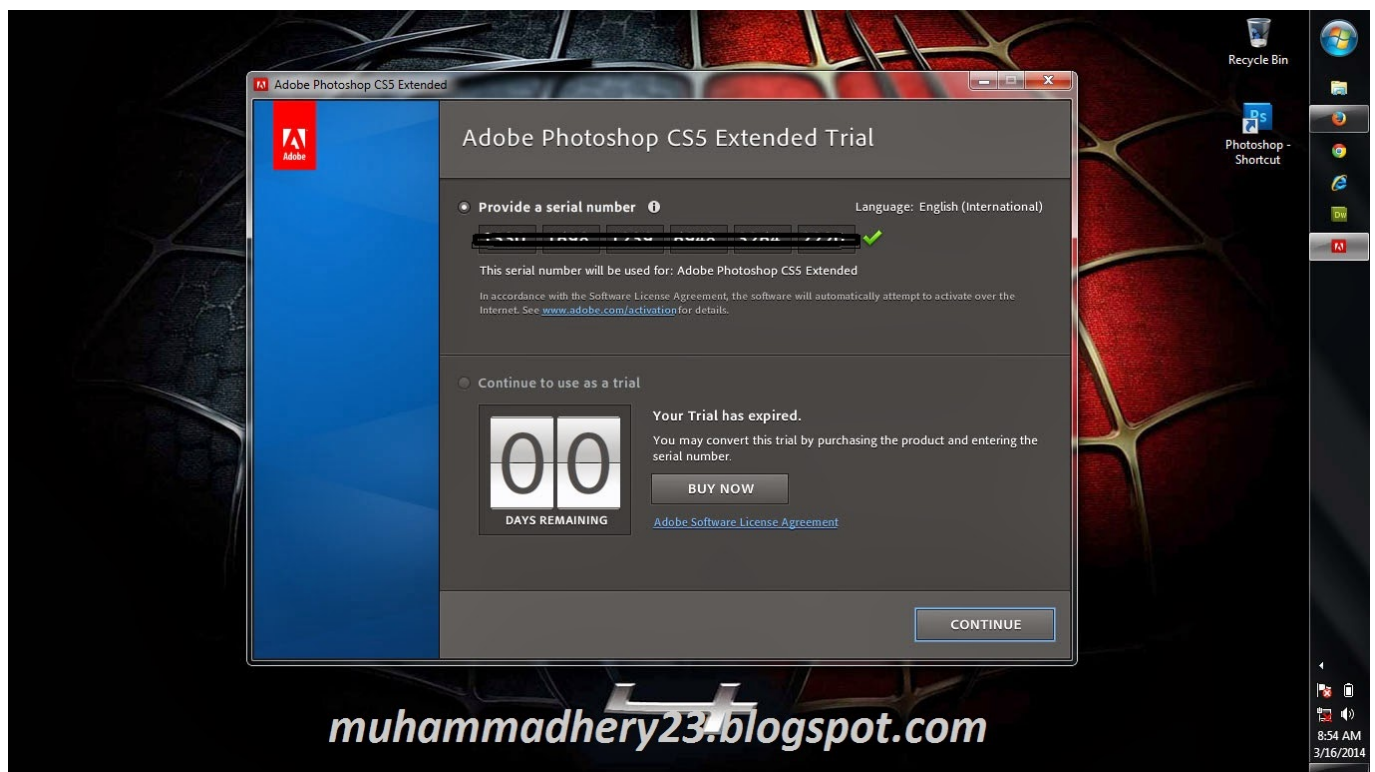 Adobe Photoshop CS5 Extended
Adobe
Adobe Photoshop CS5 Extended Trial
Provide a serial number
Language: English (International)
This serial number will be used for: Adobe Photoshop CS5 Extended
In accordance with the Software License Agreement, the software will automatically attempt to activate over the
Internet. See www.adobe.com/activation for details.
Continue to use as a trial
00
DAYS REMAINING
Your Trial has expired.
You may convert this trial by purchasing the product and entering the
serial number.
BUY NOW
Adobe Software License Agreement
CONTINUE
Recycle Bin
Ps
Photoshop -
Shortcut
Dw
muhammadhery23.blogspot.com
8:54 AM
3/16/2014